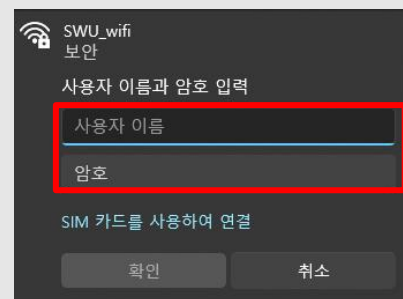 SWU_wifi
보안
사용자 이름과 암호 입력
사용자 이름
암호
SIM 카드를 사용하여 연결
확인 취소